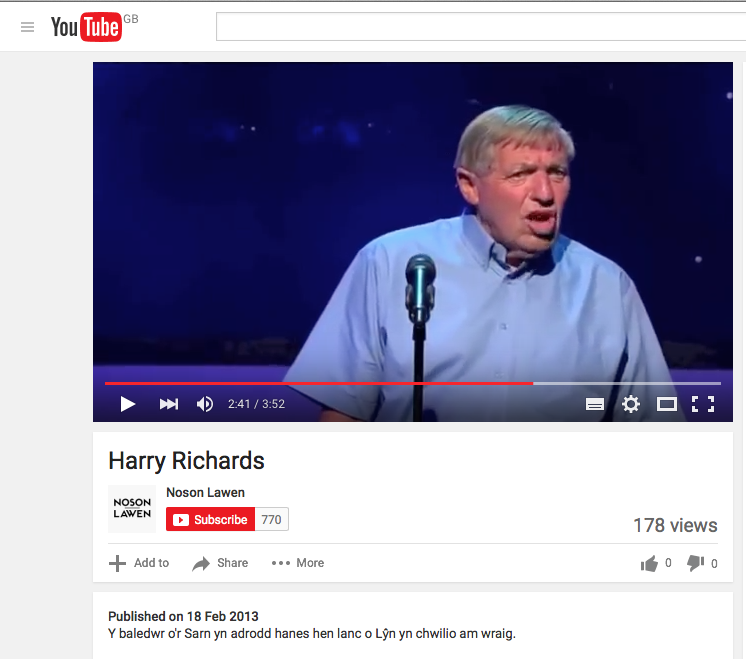 YouTube GB
2:41 / 3:52
Harry Richards
NOSON
LAWEN
Noson Lawen
Subscribe 770
178 views
Add to Share More 0 0
Published on 18 Feb 2013
Y baledwr o'r Sarn yn adrodd hanes hen lanc o Lŷn yn chwilio am wraig.